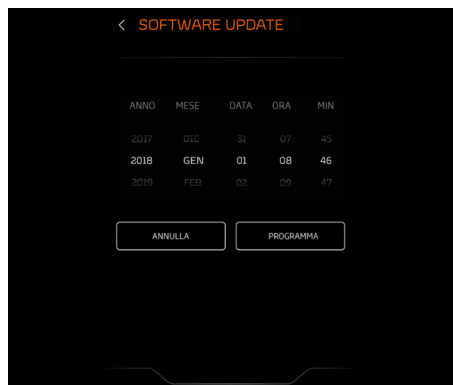 SOFTWARE UPDATE
ANNO MESE DATA ORA MIN
2017 DIC 31 07 45
2018 GEN 01 08 46
2019 FEB 02 09 47
ANNULLA PROGRAMMA